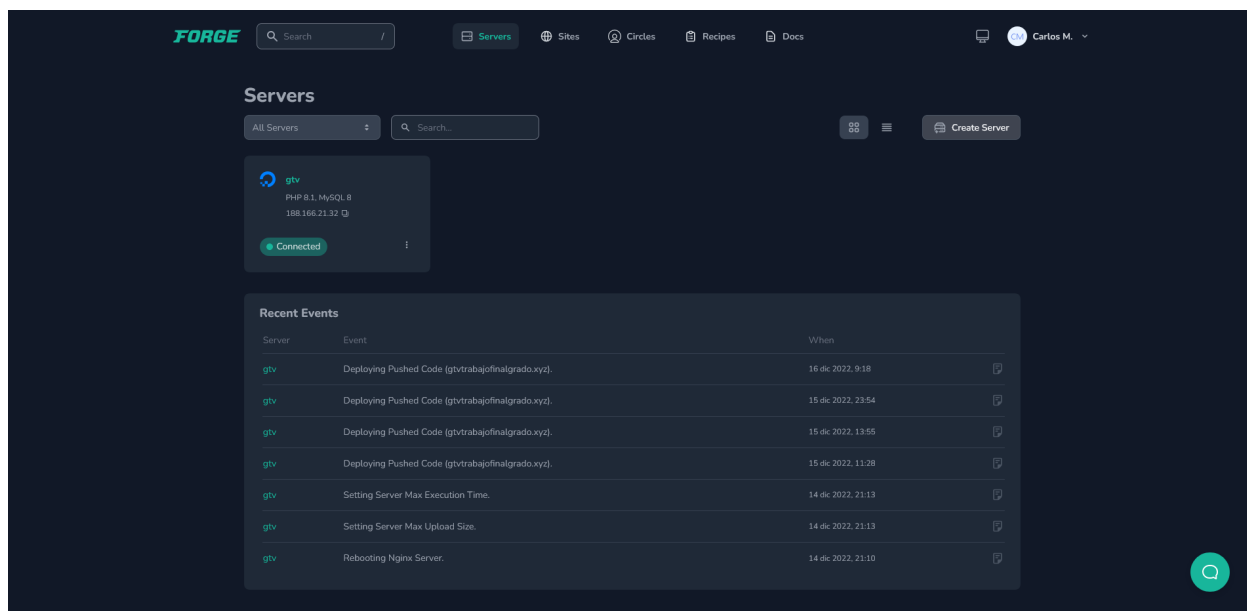 FORGE Search / Servers Sites Circles Recipes Docs CM Carlos M.
Servers
All Servers Search... Create Server
gtv
PHP 8.1, MySQL 8
188.166.21.32
Connected
Recent Events
Server Event When
gtv Deploying Pushed Code (gtvtrabajofinalgrado.xyz). 16 dic 2022, 9:18
gtv Deploying Pushed Code (gtvtrabajofinalgrado.xyz). 15 dic 2022, 23:54
gtv Deploying Pushed Code (gtvtrabajofinalgrado.xyz). 15 dic 2022, 13:55
gtv Deploying Pushed Code (gtvtrabajofinalgrado.xyz). 15 dic 2022, 11:28
gtv Setting Server Max Execution Time. 14 dic 2022, 21:13
gtv Setting Server Max Upload Size. 14 dic 2022, 21:13
gtv Rebooting Nginx Server. 14 dic 2022, 21:10